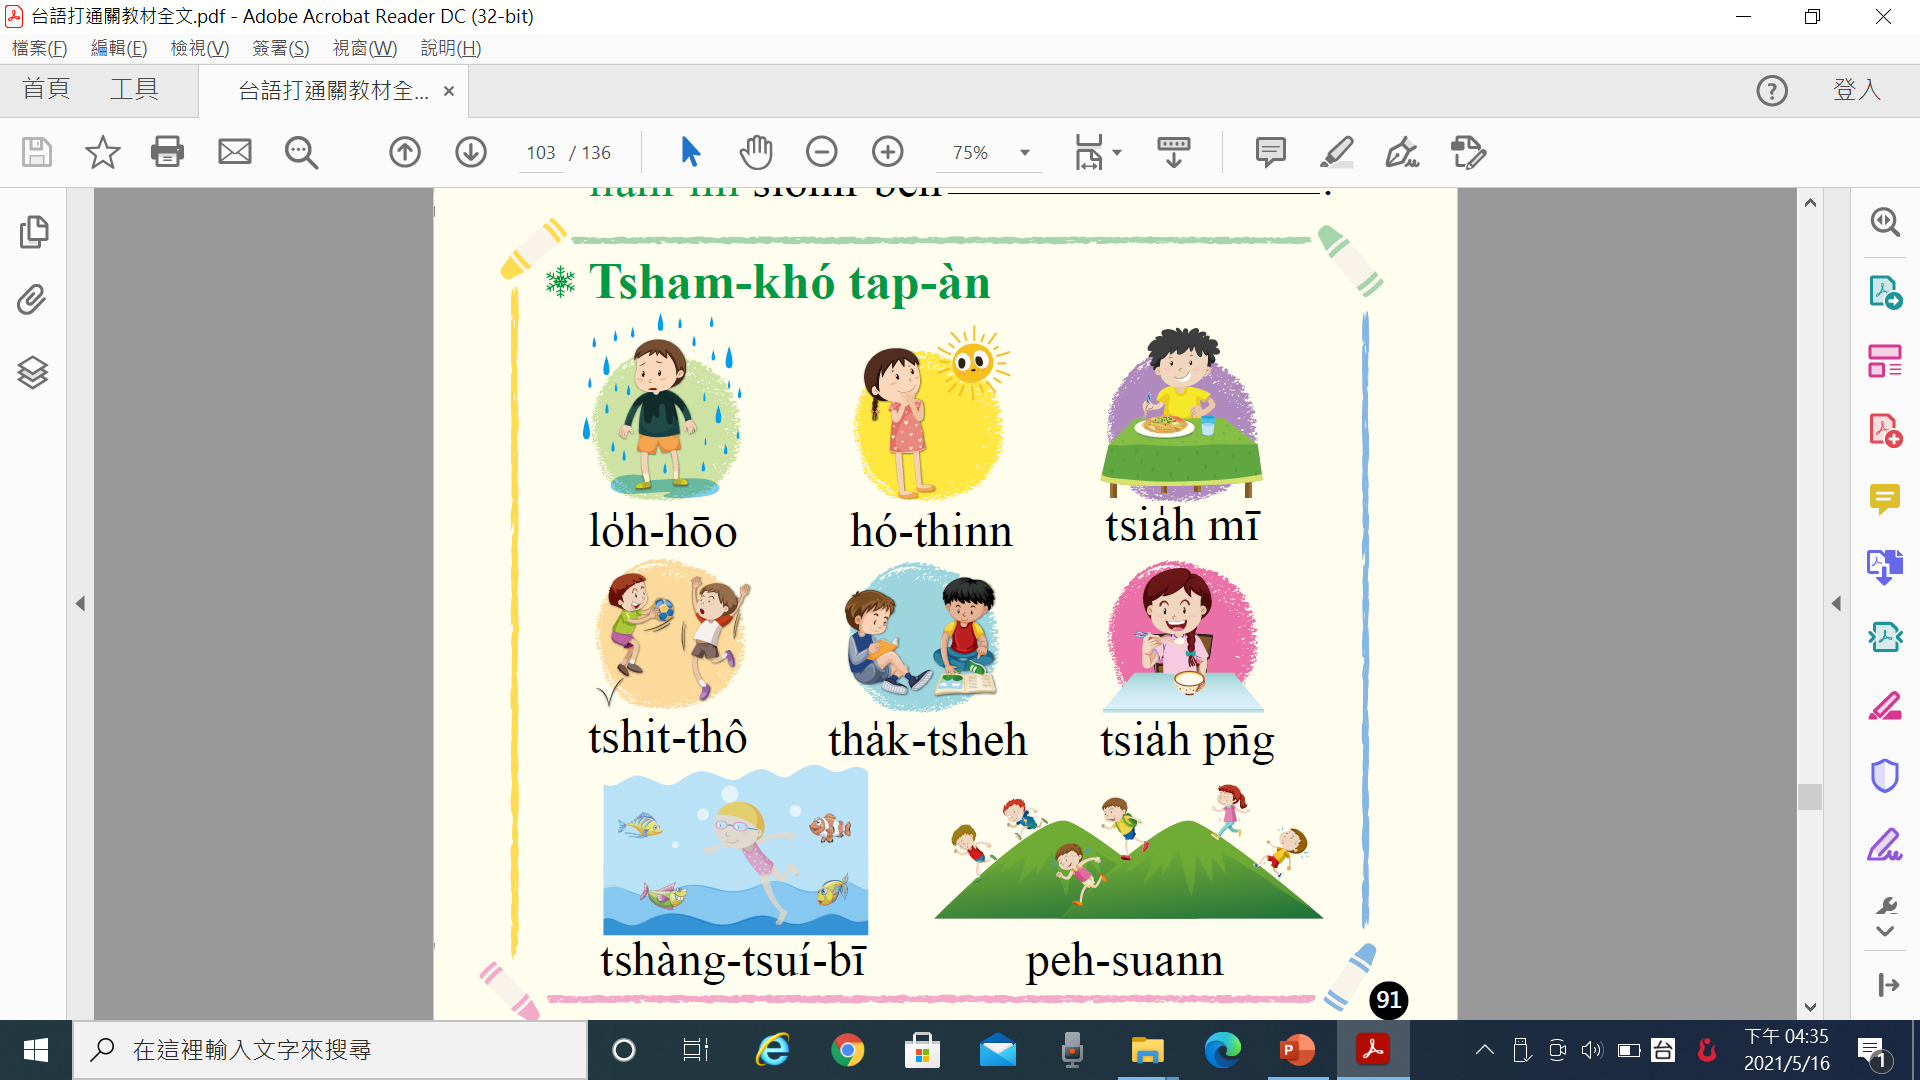 台語打通關教材全文.pdf - Adobe Acrobat Reader DC (32-bit)
檔案(F) 編輯(E) 檢視(V) 簽署(S) 視窗(W) 說明(H)
首頁 工具 台語打通關教材全... × 登入
103 / 136 75%
Tsham-khó tap-àn
lo̍h-hōo hó-thinn tsia̍h mī
tshit-thô tha̍k-tsheh tsia̍h pn̄g
tshàng-tsuí-bī peh-suann
91
在這裡輸入文字來搜尋
台
下午 04:35
2021/5/16
1